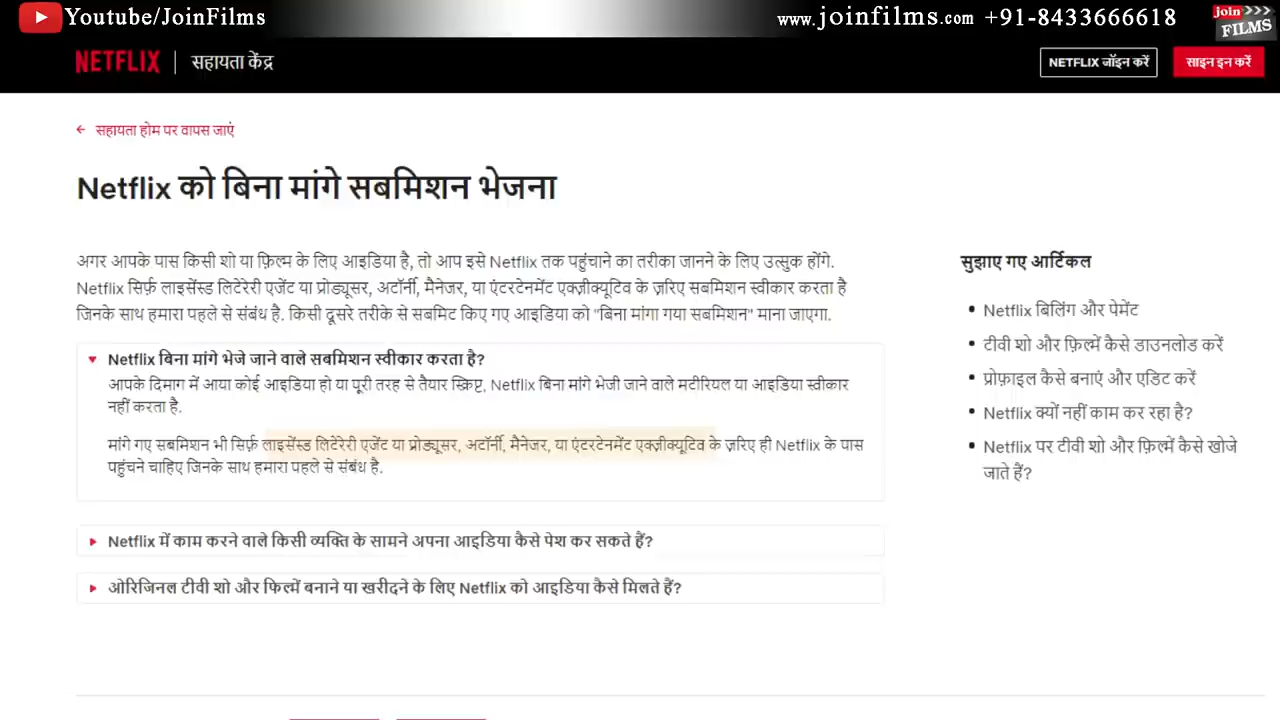 Youtube/JoinFilms
www.joinfilms.com +91-8433666618
join FILMS
NETFLIX | सहायता केंद्र
NETFLIX जॉइन करें
साइन इन करें
← सहायता होम पर वापस जाएं
Netflix को बिना मांगे सबमिशन भेजना
अगर आपके पास किसी शो या फ़िल्म के लिए आइडिया है, तो आप इसे Netflix तक पहुंचाने का तरीका जानने के लिए उत्सुक होंगे.
Netflix सिर्फ़ लाइसेंस्ड लिटेरेरी एजेंट या प्रोड्यूसर, अटॉर्नी, मैनेजर, या एंटरटेनमेंट एक्ज़ीक्यूटिव के ज़रिए सबमिशन स्वीकार करता है
जिनके साथ हमारा पहले से संबंध है. किसी दूसरे तरीके से सबमिट किए गए आइडिया को "बिना मांगा गया सबमिशन" माना जाएगा.
Netflix बिना मांगे भेजे जाने वाले सबमिशन स्वीकार करता है?
आपके दिमाग में आया कोई आइडिया हो या पूरी तरह से तैयार स्क्रिप्ट, Netflix बिना मांगे भेजी जाने वाले मटीरियल या आइडिया स्वीकार
नहीं करता है.
मांगे गए सबमिशन भी सिर्फ़ लाइसेंस्ड लिटेरेरी एजेंट या प्रोड्यूसर, अटॉर्नी, मैनेजर, या एंटरटेनमेंट एक्ज़ीक्यूटिव के ज़रिए ही Netflix के पास
पहुंचने चाहिए जिनके साथ हमारा पहले से संबंध है.
Netflix में काम करने वाले किसी व्यक्ति के सामने अपना आइडिया कैसे पेश कर सकते हैं?
ओरिजिनल टीवी शो और फिल्में बनाने या खरीदने के लिए Netflix को आइडिया कैसे मिलते हैं?
सुझाए गए आर्टिकल
• Netflix बिलिंग और पेमेंट
• टीवी शो और फ़िल्में कैसे डाउनलोड करें
• प्रोफ़ाइल कैसे बनाएं और एडिट करें
• Netflix क्यों नहीं काम कर रहा है?
• Netflix पर टीवी शो और फ़िल्में कैसे खोजे
जाते हैं?